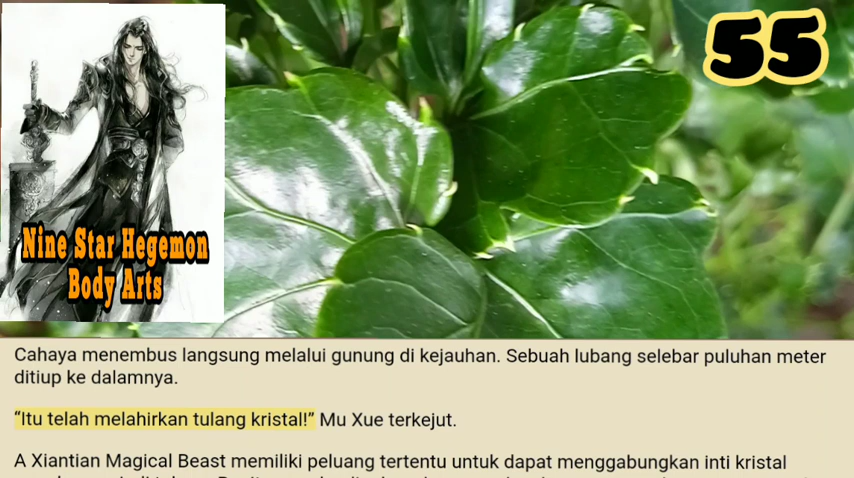 55
Nine Star Hegemon
Body Arts
Cahaya menembus langsung melalui gunung di kejauhan. Sebuah lubang selebar puluhan meter
ditiup ke dalamnya.
“Itu telah melahirkan tulang kristal!” Mu Xue terkejut.
A Xiantian Magical Beast memiliki peluang tertentu untuk dapat menggabungkan inti kristal